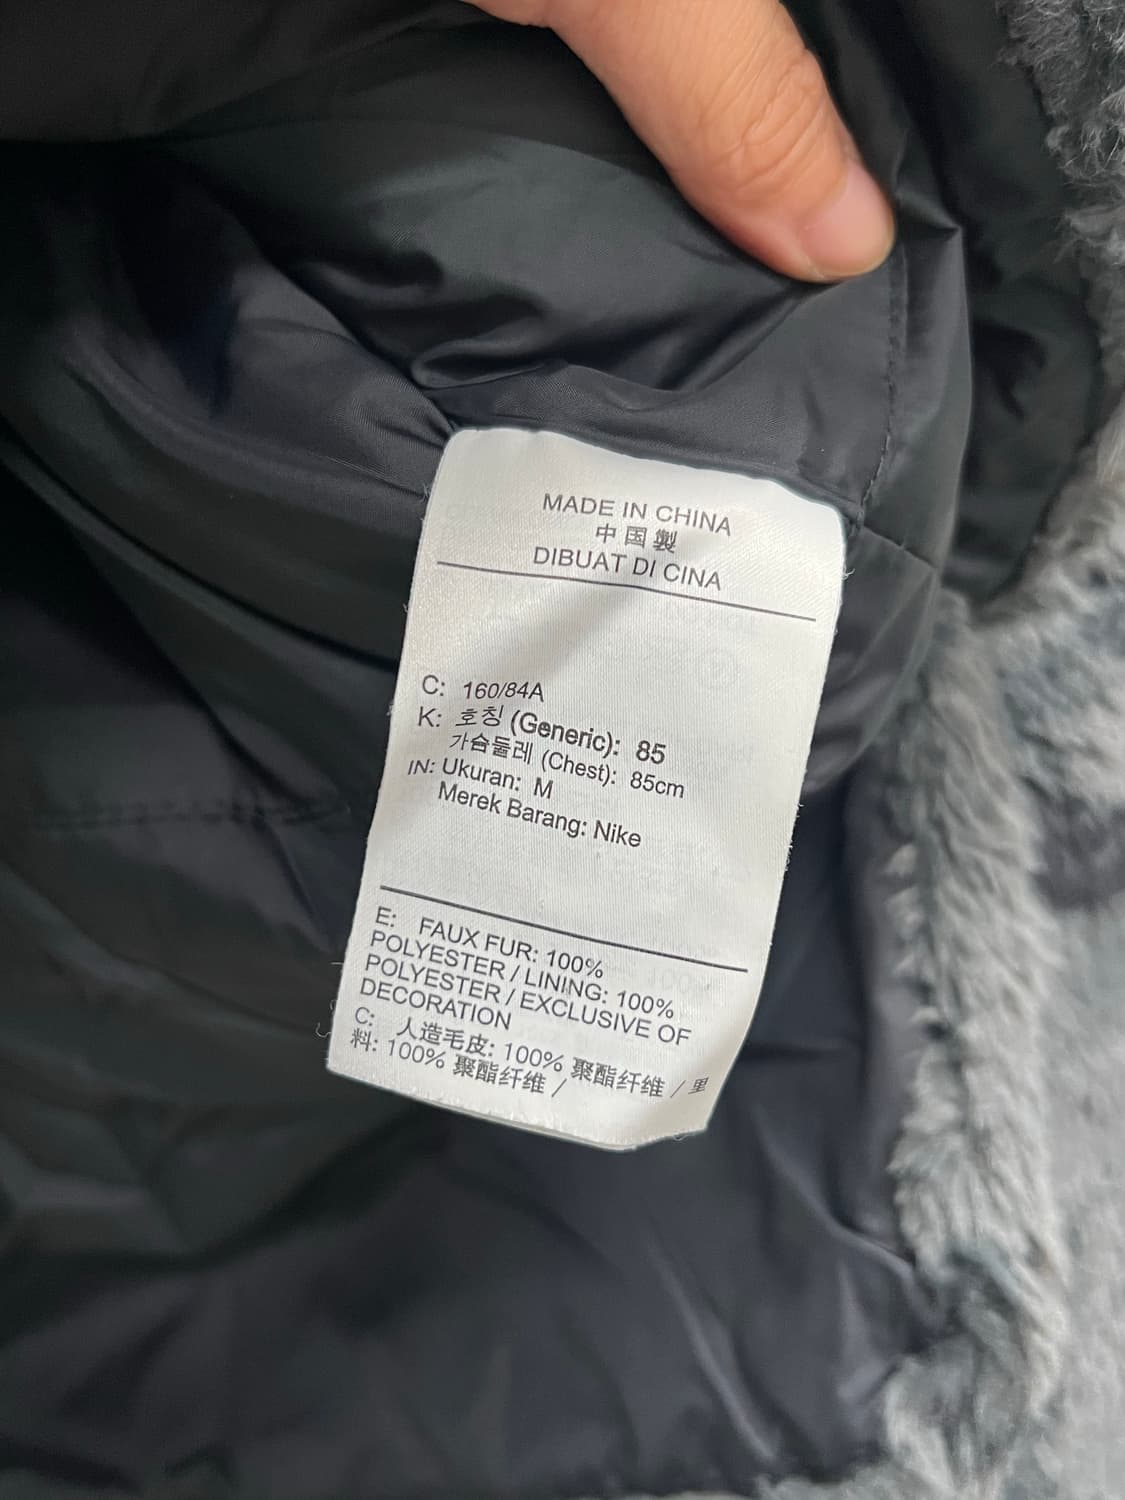 MADE IN CHINA
中国製
DIBUAT DI CINA
C: 160/84A
K: 호칭 (Generic): 85
가슴둘레 (Chest): 85cm
IN: Ukuran: M
Merek Barang: Nike
E: FAUX FUR: 100%
POLYESTER / LINING: 100%
POLYESTER / EXCLUSIVE OF
DECORATION
C: 人造毛皮: 100% 聚酯纤维 / 里
料: 100% 聚酯纤维 /